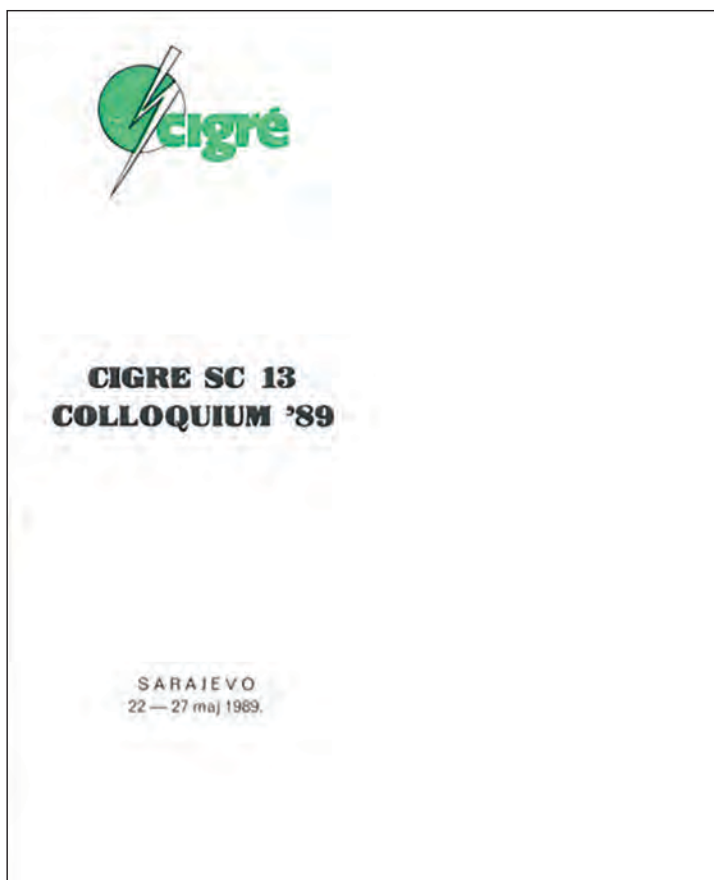 cigré
CIGRE SC 13
COLLOQUIUM ’89
SARAJEVO
22 — 27 maj 1989.